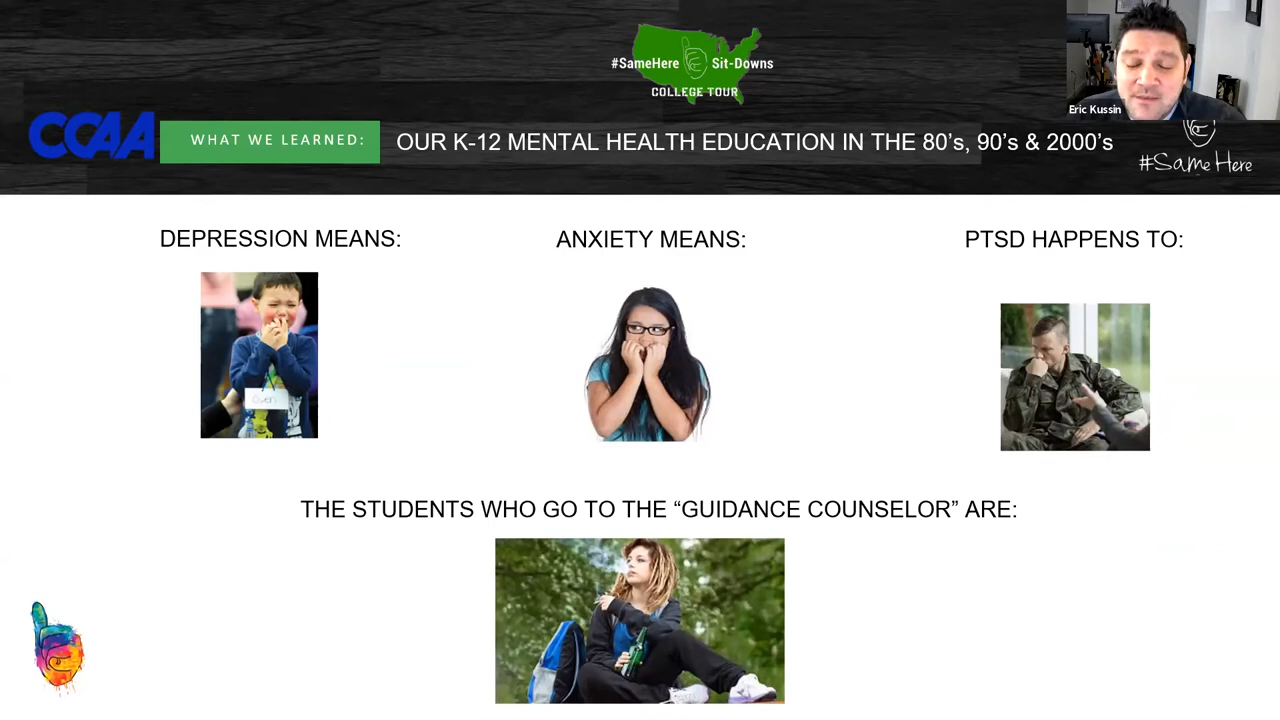 #SameHere Sit-Downs
COLLEGE TOUR
Eric Kussin
CCAA
WHAT WE LEARNED:
OUR K-12 MENTAL HEALTH EDUCATION IN THE 80's, 90's & 2000's
#SameHere
DEPRESSION MEANS:
ANXIETY MEANS:
PTSD HAPPENS TO:
THE STUDENTS WHO GO TO THE “GUIDANCE COUNSELOR” ARE: